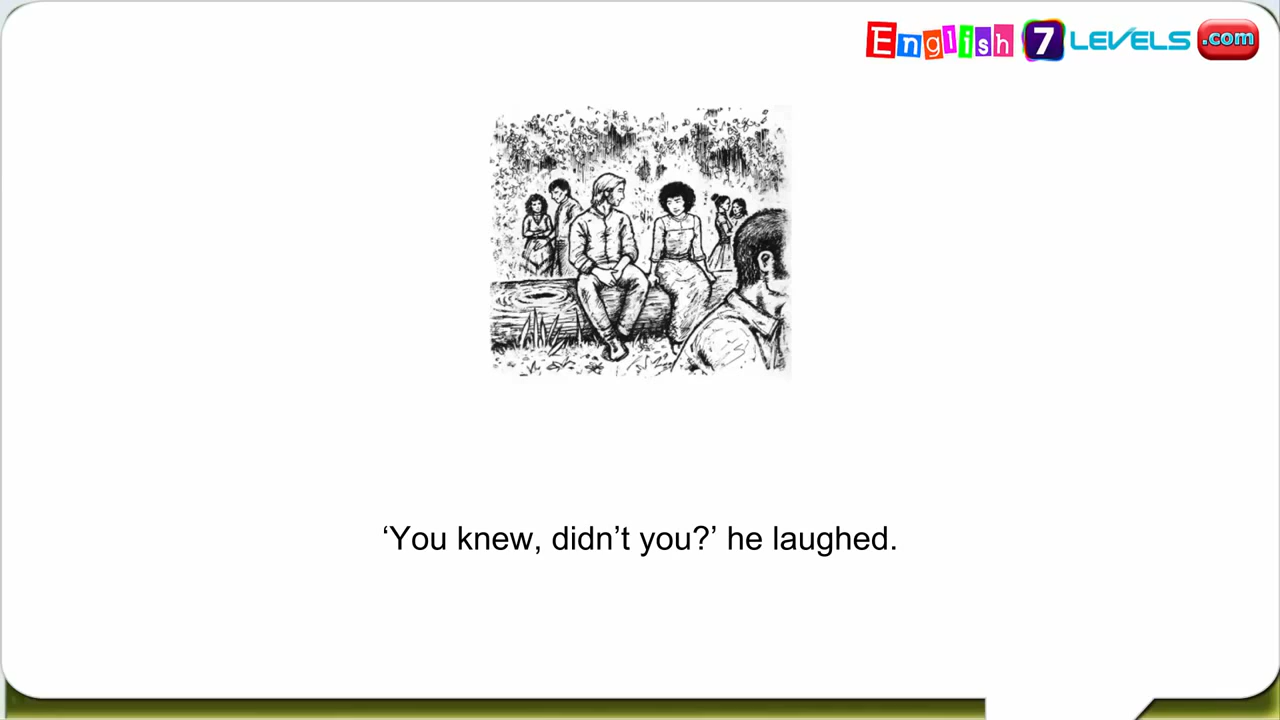 English 7 LEVELS .com
‘You knew, didn’t you?’ he laughed.